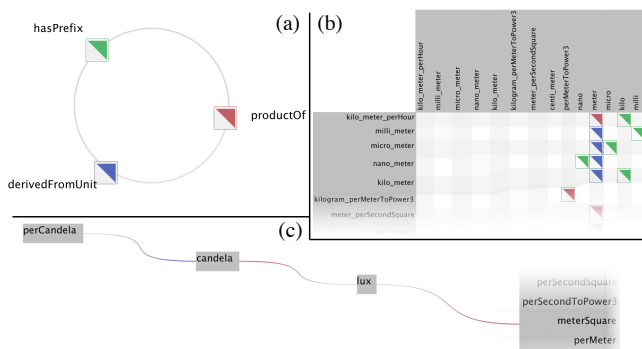 (a)
hasPrefix
productOf
derivedFromUnit
(b)
kilo_meter_perHour
milli_meter
micro_meter
nano_meter
kilo_meter
kilogram_perMeterToPower3
meter_perSecondSquare
centi_meter
perMeterToPower3
nano
meter
micro
kilo
milli
kilo_meter_perHour
milli_meter
micro_meter
nano_meter
kilo_meter
kilogram_perMeterToPower3
meter_perSecondSquare
(c)
perCandela
candela
lux
perSecondSquare
perSecondToPower3
meterSquare
perMeter